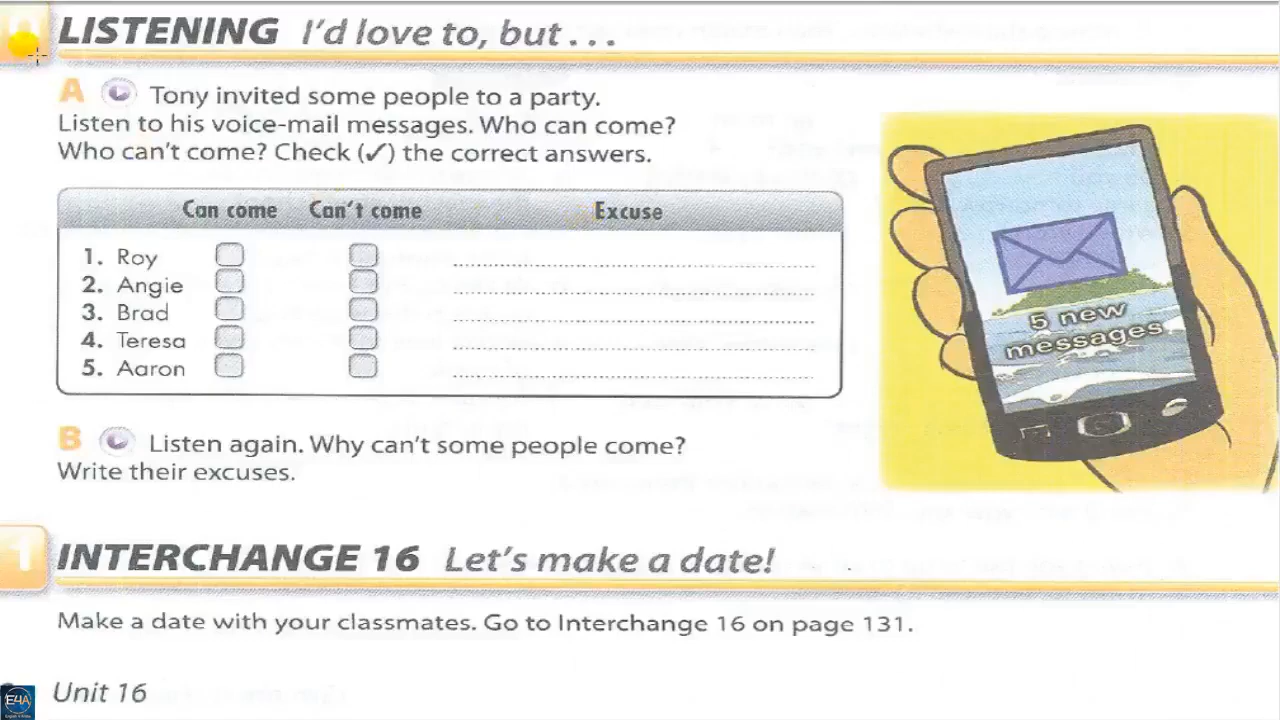 LISTENING I'd love to, but . . .
A Tony invited some people to a party.
Listen to his voice-mail messages. Who can come?
Who can't come? Check (✓) the correct answers.
Can come Can't come Excuse
1. Roy
2. Angie
3. Brad
4. Teresa
5. Aaron
5 new
messages
B Listen again. Why can't some people come?
Write their excuses.
1 INTERCHANGE 16 Let's make a date!
Make a date with your classmates. Go to Interchange 16 on page 131.
Unit 16
E4A